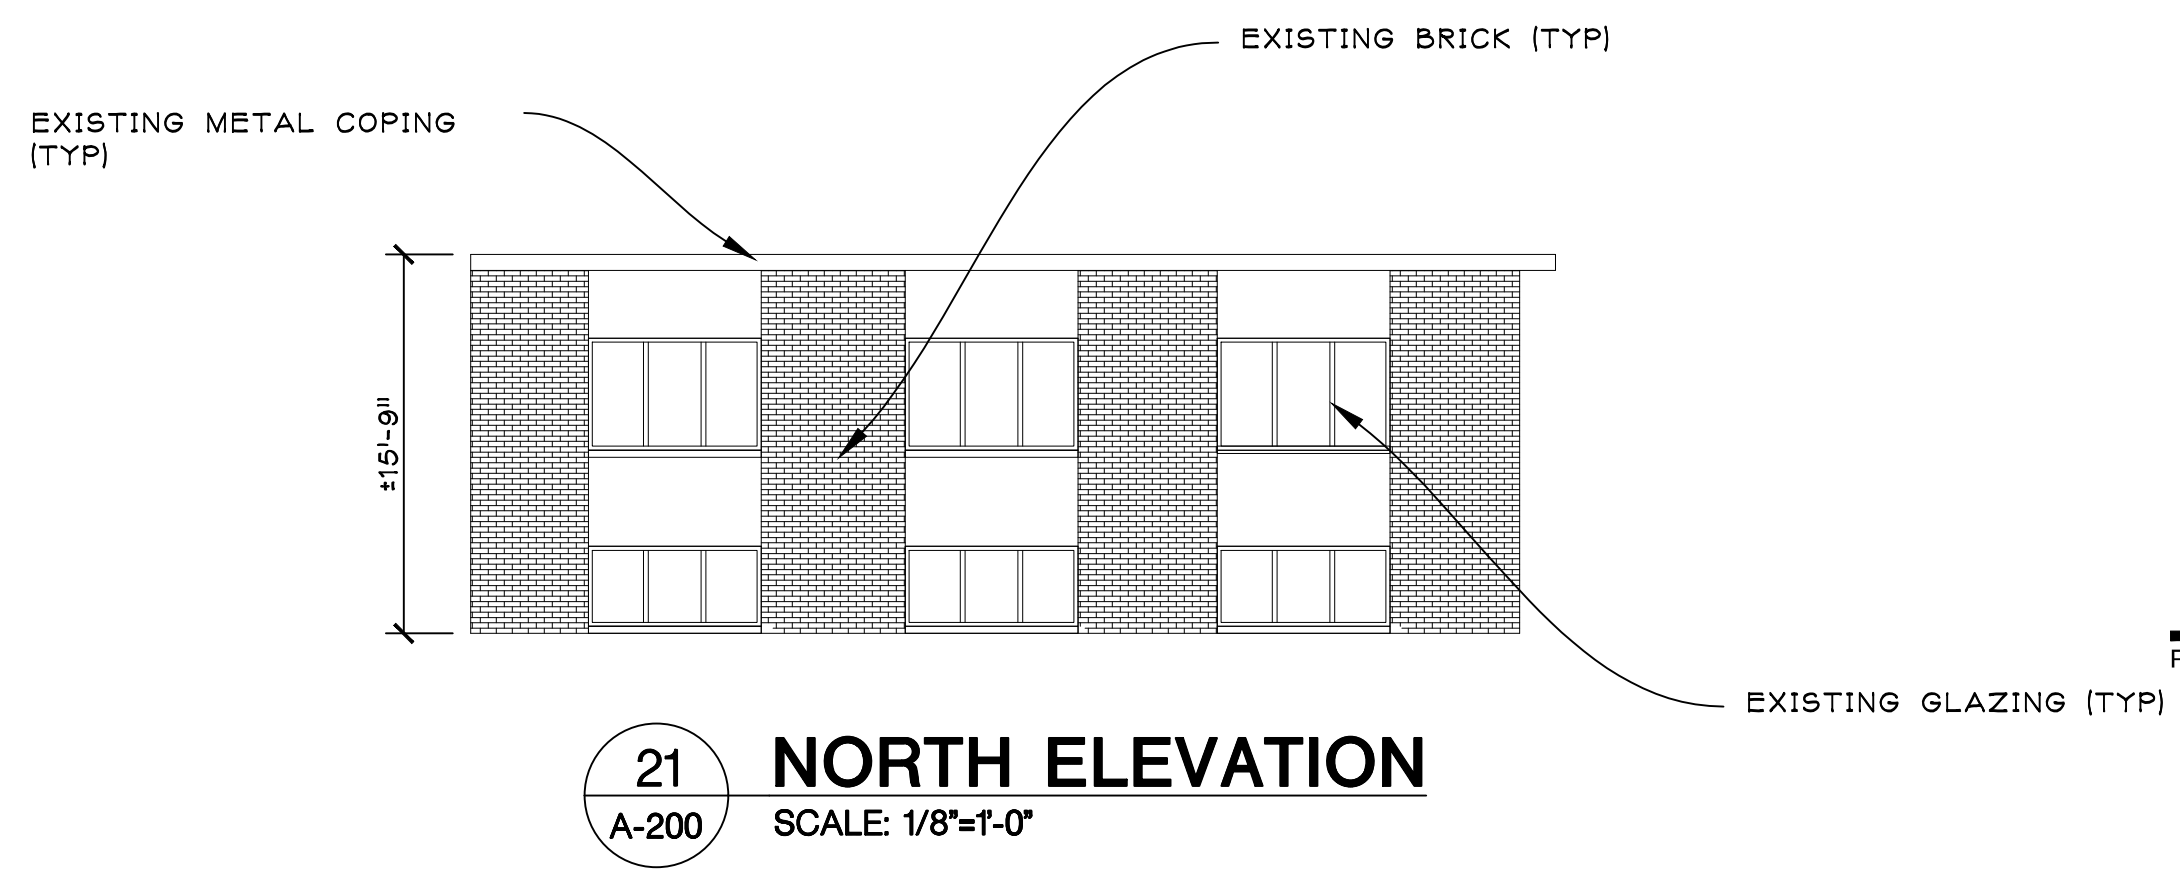 EXISTING BRICK (TYP)
EXISTING METAL COPING
(TYP)
±15'-9"
EXISTING GLAZING (TYP)
21
A-200
NORTH ELEVATION
SCALE: 1/8"=1'-0"